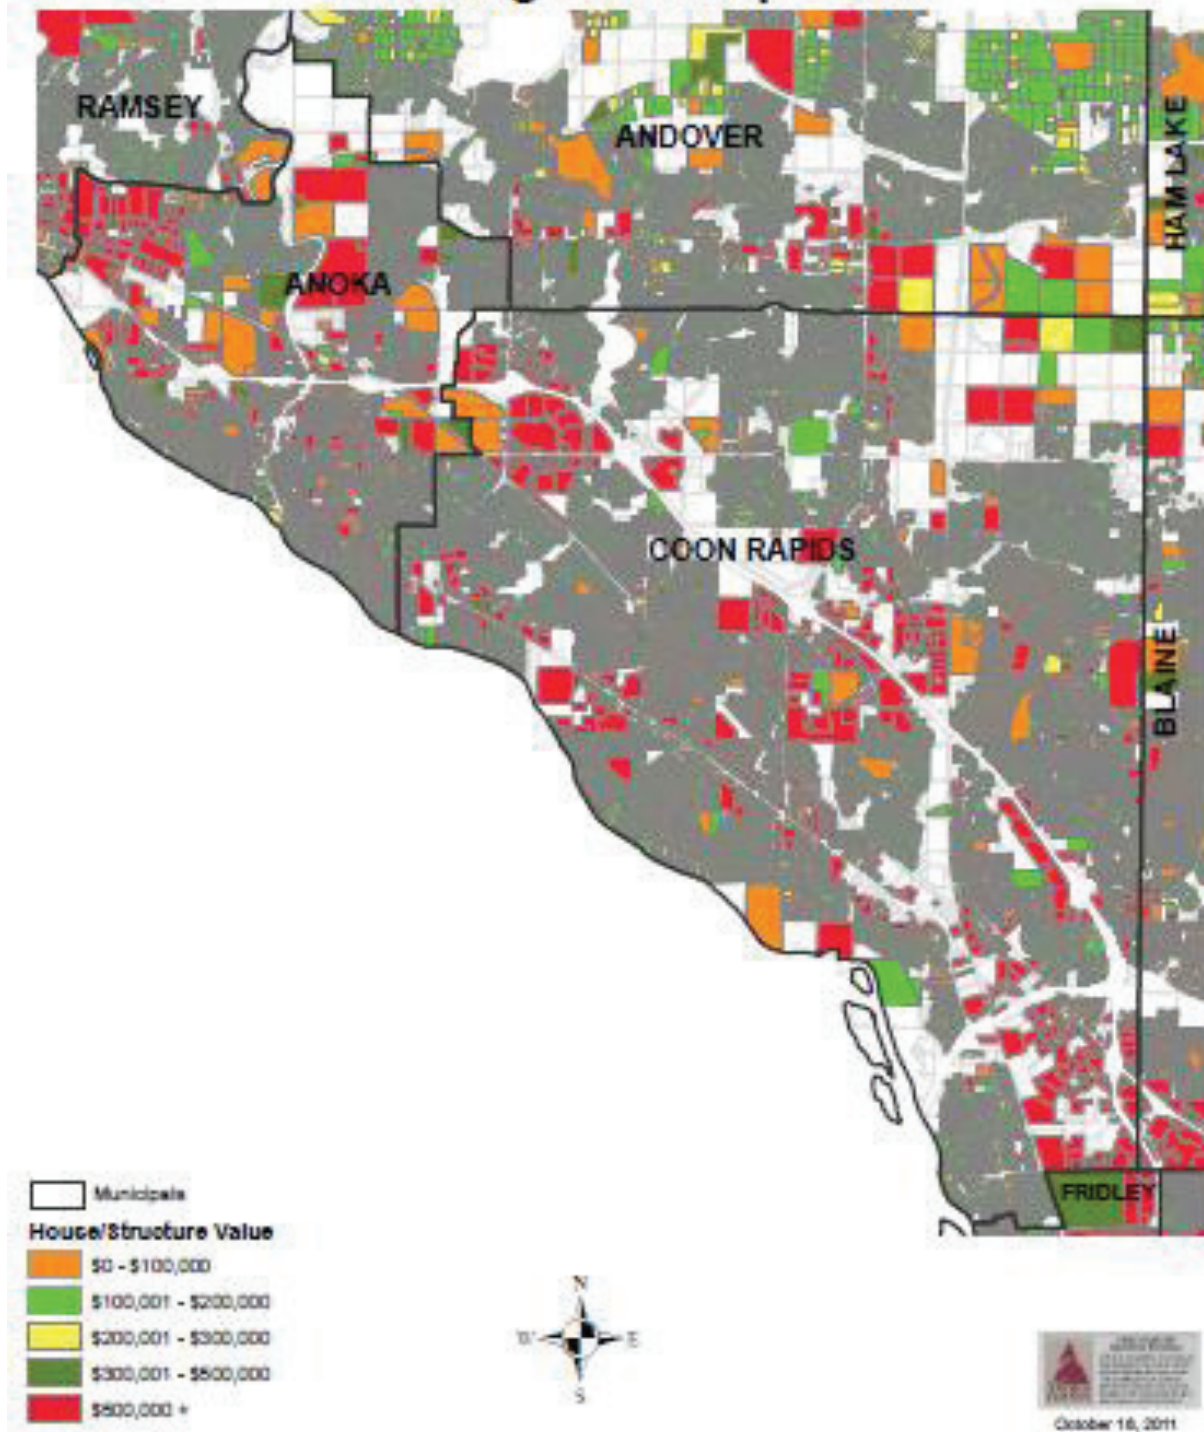 RAMSEY
ANDOVER
HAM LAKE
ANOKA
COON RAPIDS
BLAINE
FRIDLEY
Municipals
House/Structure Value
$0 - $100,000
$100,001 - $200,000
$200,001 - $300,000
$300,001 - $500,000
$500,000 +
N
W
E
S
October 18, 2011